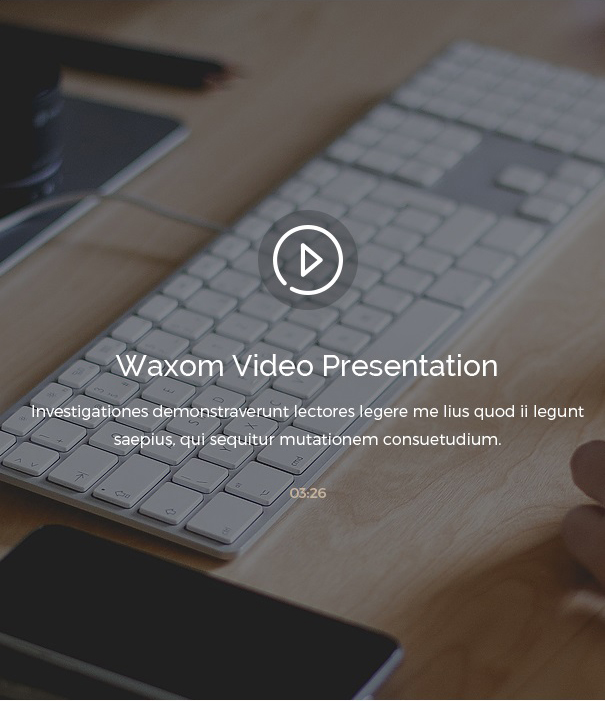 Waxom Video Presentation
Investigationes demonstraverunt lectores legere me lius quod ii legunt
saepius, qui sequitur mutationem consuetudium.
03:26